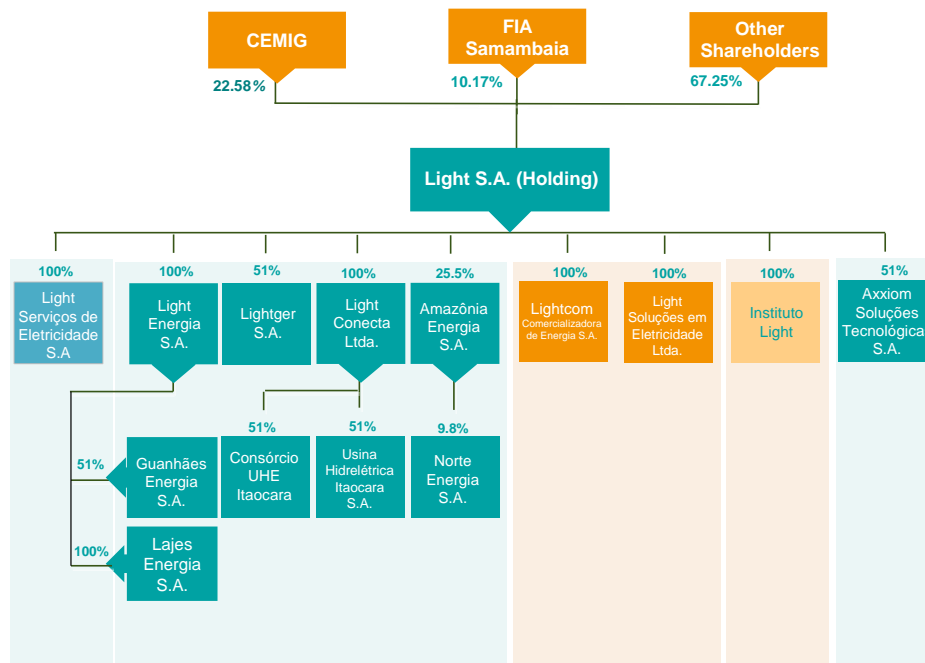 CEMIG
FIA
Samambaia
Other
Shareholders
22.58%
10.17%
67.25%
Light S.A. (Holding)
100%
100%
51%
100%
25.5%
100%
100%
100%
51%
Light
Serviços de
Eletricidade
S.A
Light
Energia
S.A.
Lightger
S.A.
Light
Conecta
Ltda.
Amazônia
Energia
S.A.
Lightcom
Comercializadora
de Energia S.A.
Light
Soluções em
Eletricidade
Ltda.
Instituto
Light
Axxiom
Soluções
Tecnológica
S.A.
51%
51%
9.8%
51%
Guanhães
Energia
S.A.
Consórcio
UHE
Itaocara
Usina
Hidrelétrica
Itaocara
S.A.
Norte
Energia
S.A.
100%
Lajes
Energia
S.A.